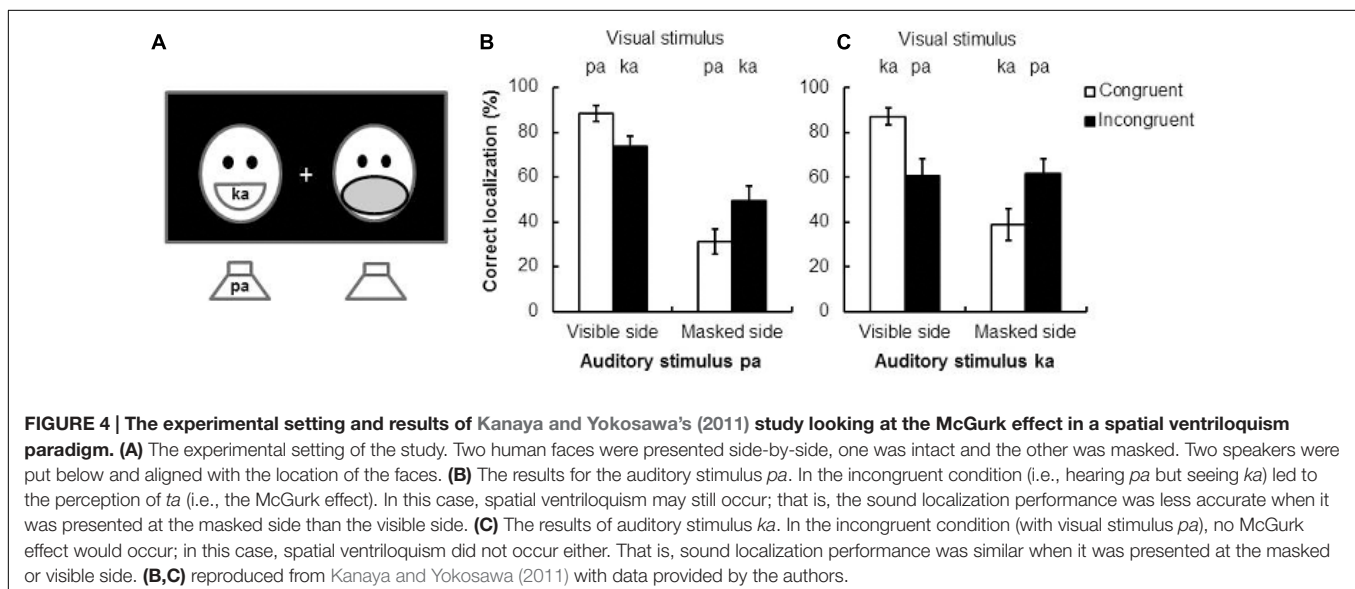 A
B
Visual stimulus
pa ka pa ka
C
Visual stimulus
ka pa ka pa
Congruent
Incongruent
ka
+
pa
Correct localization (%)
100
80
60
40
20
0
Visible side Masked side
Auditory stimulus pa
100
80
60
40
20
0
Visible side Masked side
Auditory stimulus ka
FIGURE 4 | The experimental setting and results of Kanaya and Yokosawa's (2011) study looking at the McGurk effect in a spatial ventriloquism
paradigm. (A) The experimental setting of the study. Two human faces were presented side-by-side, one was intact and the other was masked. Two speakers were
put below and aligned with the location of the faces. (B) The results for the auditory stimulus pa. In the incongruent condition (i.e., hearing pa but seeing ka) led to
the perception of ta (i.e., the McGurk effect). In this case, spatial ventriloquism may still occur; that is, the sound localization performance was less accurate when it
was presented at the masked side than the visible side. (C) The results of auditory stimulus ka. In the incongruent condition (with visual stimulus pa), no McGurk
effect would occur; in this case, spatial ventriloquism did not occur either. That is, sound localization performance was similar when it was presented at the masked
or visible side. (B,C) reproduced from Kanaya and Yokosawa (2011) with data provided by the authors.